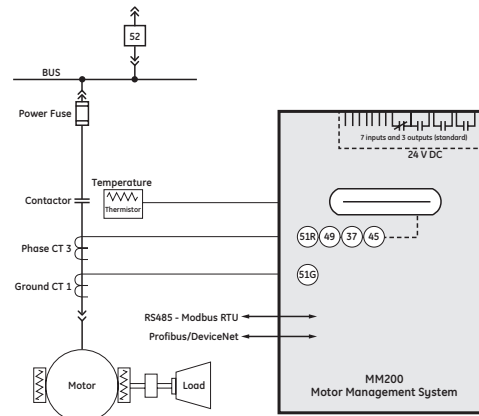 52
BUS
Power Fuse
7 inputs and 3 outputs (standard)
24 V DC
Temperature
Thermistor
Contactor
51R 49 37 45
Phase CT 3
51G
Ground CT 1
RS485 - Modbus RTU
Profibus/DeviceNet
Motor
Load
MM200
Motor Management System